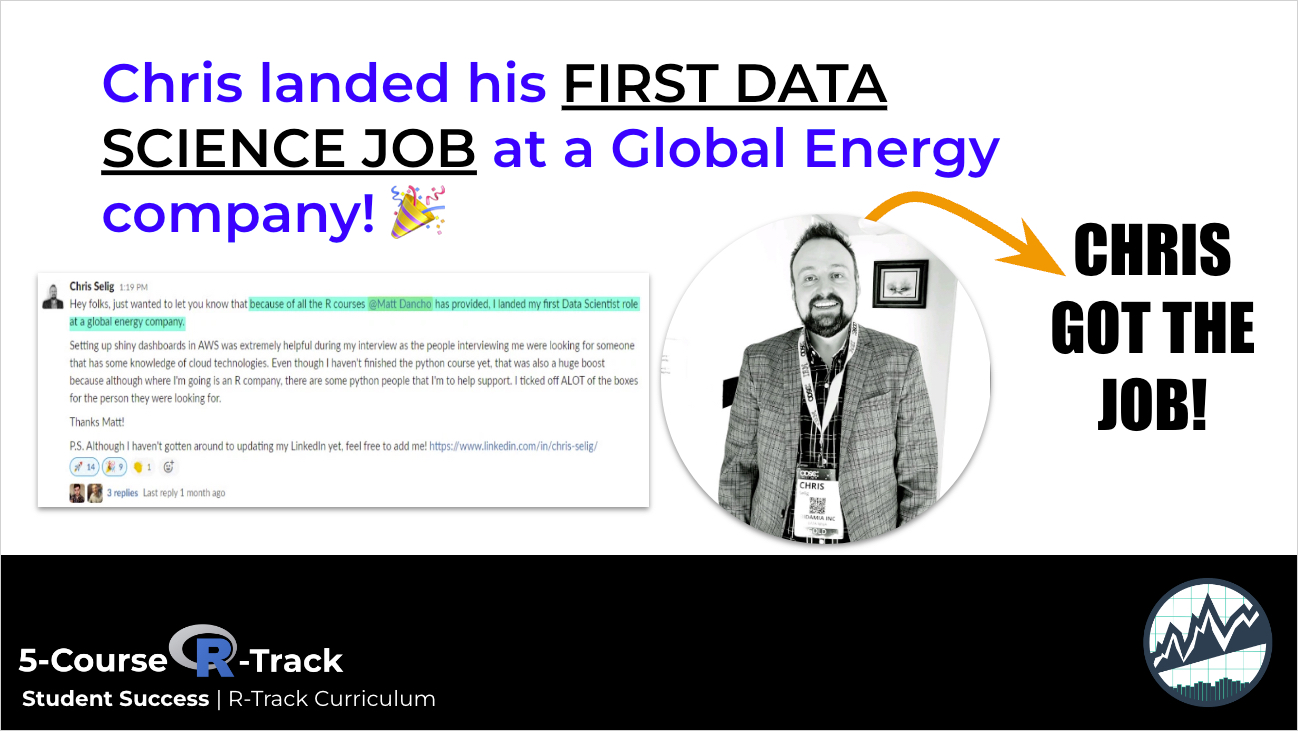 Chris landed his FIRST DATA
SCIENCE JOB at a Global Energy
company! 🎉
Chris Selig 1:19 PM
Hey folks, just wanted to let you know that because of all the R courses @Matt Dancho has provided, I landed my first Data Scientist role
at a global energy company.
Setting up shiny dashboards in AWS was extremely helpful during my interview as the people interviewing me were looking for someone
that has some knowledge of cloud technologies. Even though I haven't finished the python course yet, that was also a huge boost
because although where I'm going is an R company, there are some python people that I'm to help support. I ticked off ALOT of the boxes
for the person they were looking for.
Thanks Matt!
P.S. Although I haven't gotten around to updating my LinkedIn yet, feel free to add me! https://www.linkedin.com/in/chris-selig/
🚀 14 🎉 9 👏 1
3 replies Last reply 1 month ago
CHRIS
Selig
CHRIS
GOT THE
JOB!
5-Course R-Track
Student Success | R-Track Curriculum